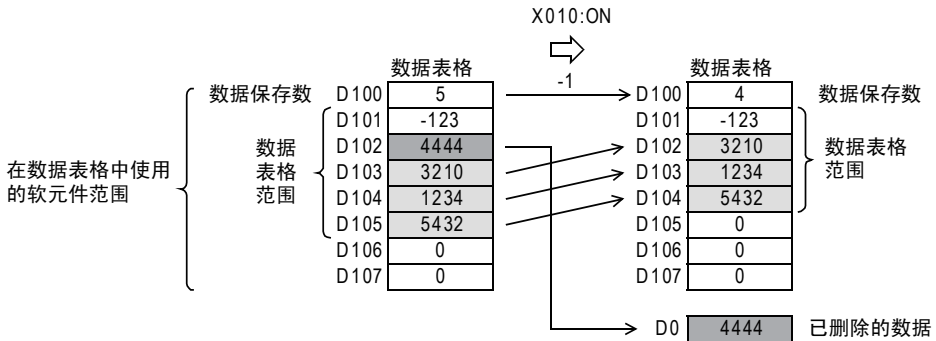 X010:ON
数据表格
-1
数据表格
数据保存数 D100 5 D100 4 数据保存数
D101 -123 D101 -123
数据 D102 4444 D102 3210 数据表格
表格 D103 3210 D103 1234 范围
范围 D104 1234 D104 5432
在数据表格中使用
的软元件范围
D105 5432 D105 0
D106 0 D106 0
D107 0 D107 0
D0 4444 已删除的数据